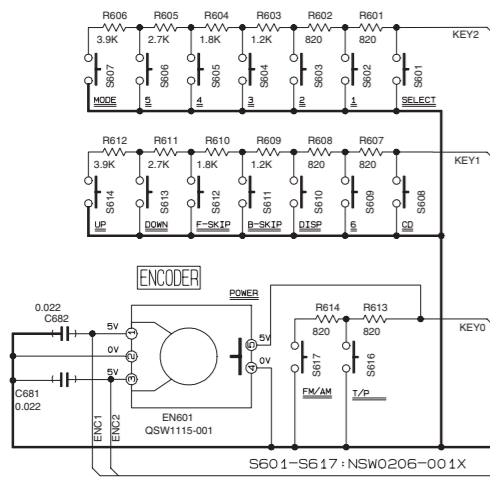 R606 R605 R604 R603 R602 R601
KEY2
3.9K 2.7K 1.8K 1.2K 820 820
S607 S606 S605 S604 S603 S602 S601
MODE 5 4 3 2 1 SELECT
R612 R611 R610 R609 R608 R607
KEY1
3.9K 2.7K 1.8K 1.2K 820 820
S614 S613 S612 S611 S610 S609 S608
UP DOWN F-SKIP B-SKIP DISP 6 CD
ENCODER
POWER
0.022
C682
R614 R613
KEY0
820 820
5V 1 5 5V
0V 2 4 0V
5V 3
S617 S616
FM/AM T/P
C681
0.022
ENC1 ENC2
EN601
QSW1115-001
S601-S617:NSW0206-001X